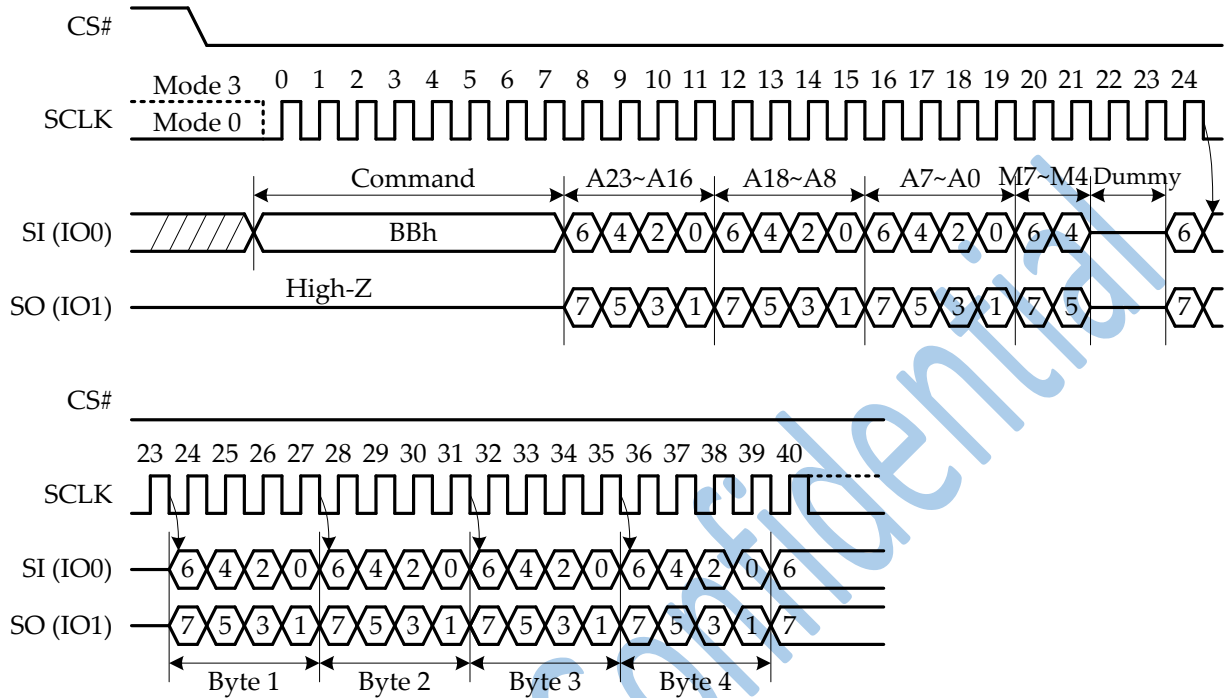 CS#
0 1 2 3 4 5 6 7 8 9 10 11 12 13 14 15 16 17 18 19 20 21 22 23 24
Mode 3
SCLK
Mode 0
Command A23~A16 A18~A8 A7~A0 M7~M4 Dummy
SI (IO0) BBh 6 4 2 0 6 4 2 0 6 4 2 0 6 4 6
High-Z
SO (IO1) 7 5 3 1 7 5 3 1 7 5 3 1 7 5 7
CS#
23 24 25 26 27 28 29 30 31 32 33 34 35 36 37 38 39 40
SCLK
SI (IO0) 6 4 2 0 6 4 2 0 6 4 2 0 6 4 2 0 6
SO (IO1) 7 5 3 1 7 5 3 1 7 5 3 1 7 5 3 1 7
Byte 1 Byte 2 Byte 3 Byte 4
Confidential